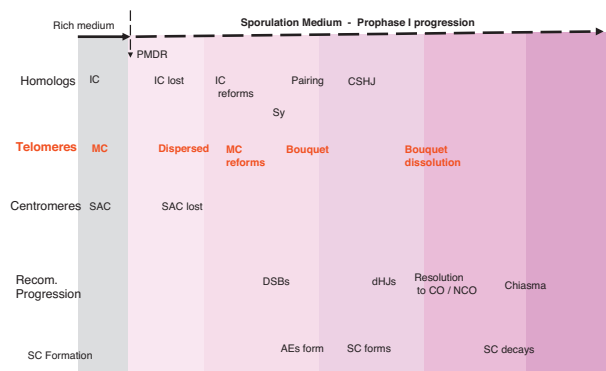 Rich medium
Sporulation Medium - Prophase I progression
PMDR
Homologs IC IC lost IC reforms Pairing CSHJ
Sy
Telomeres MC Dispersed MC reforms Bouquet Bouquet dissolution
Centromeres SAC SAC lost
Recom. Progression DSBs dHJs Resolution to CO / NCO Chiasma
SC Formation AEs form SC forms SC decays